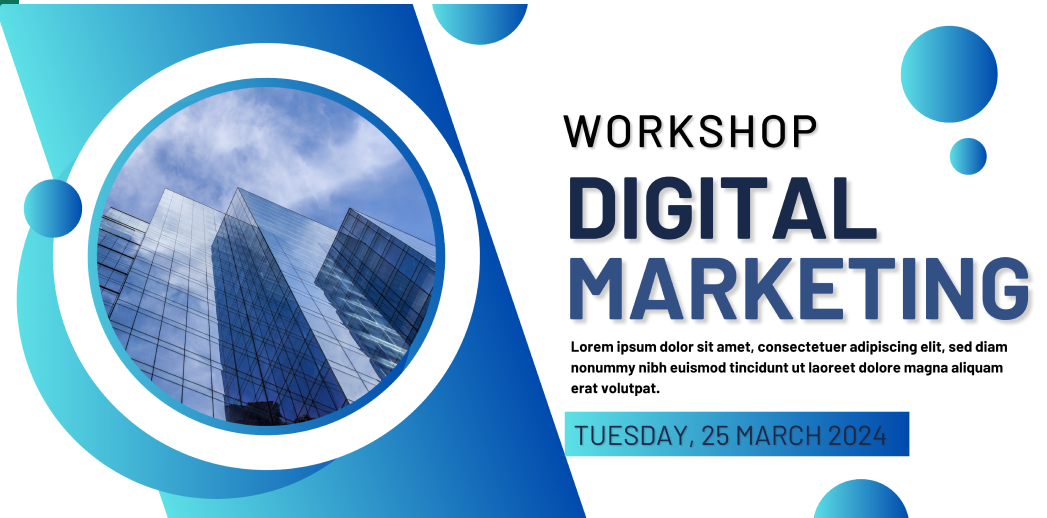 WORKSHOP
DIGITAL
MARKETING
Lorem ipsum dolor sit amet, consectetuer adipiscing elit, sed diam
nonummy nibh euismod tincidunt ut laoreet dolore magna aliquam
erat volutpat.
TUESDAY, 25 MARCH 2024